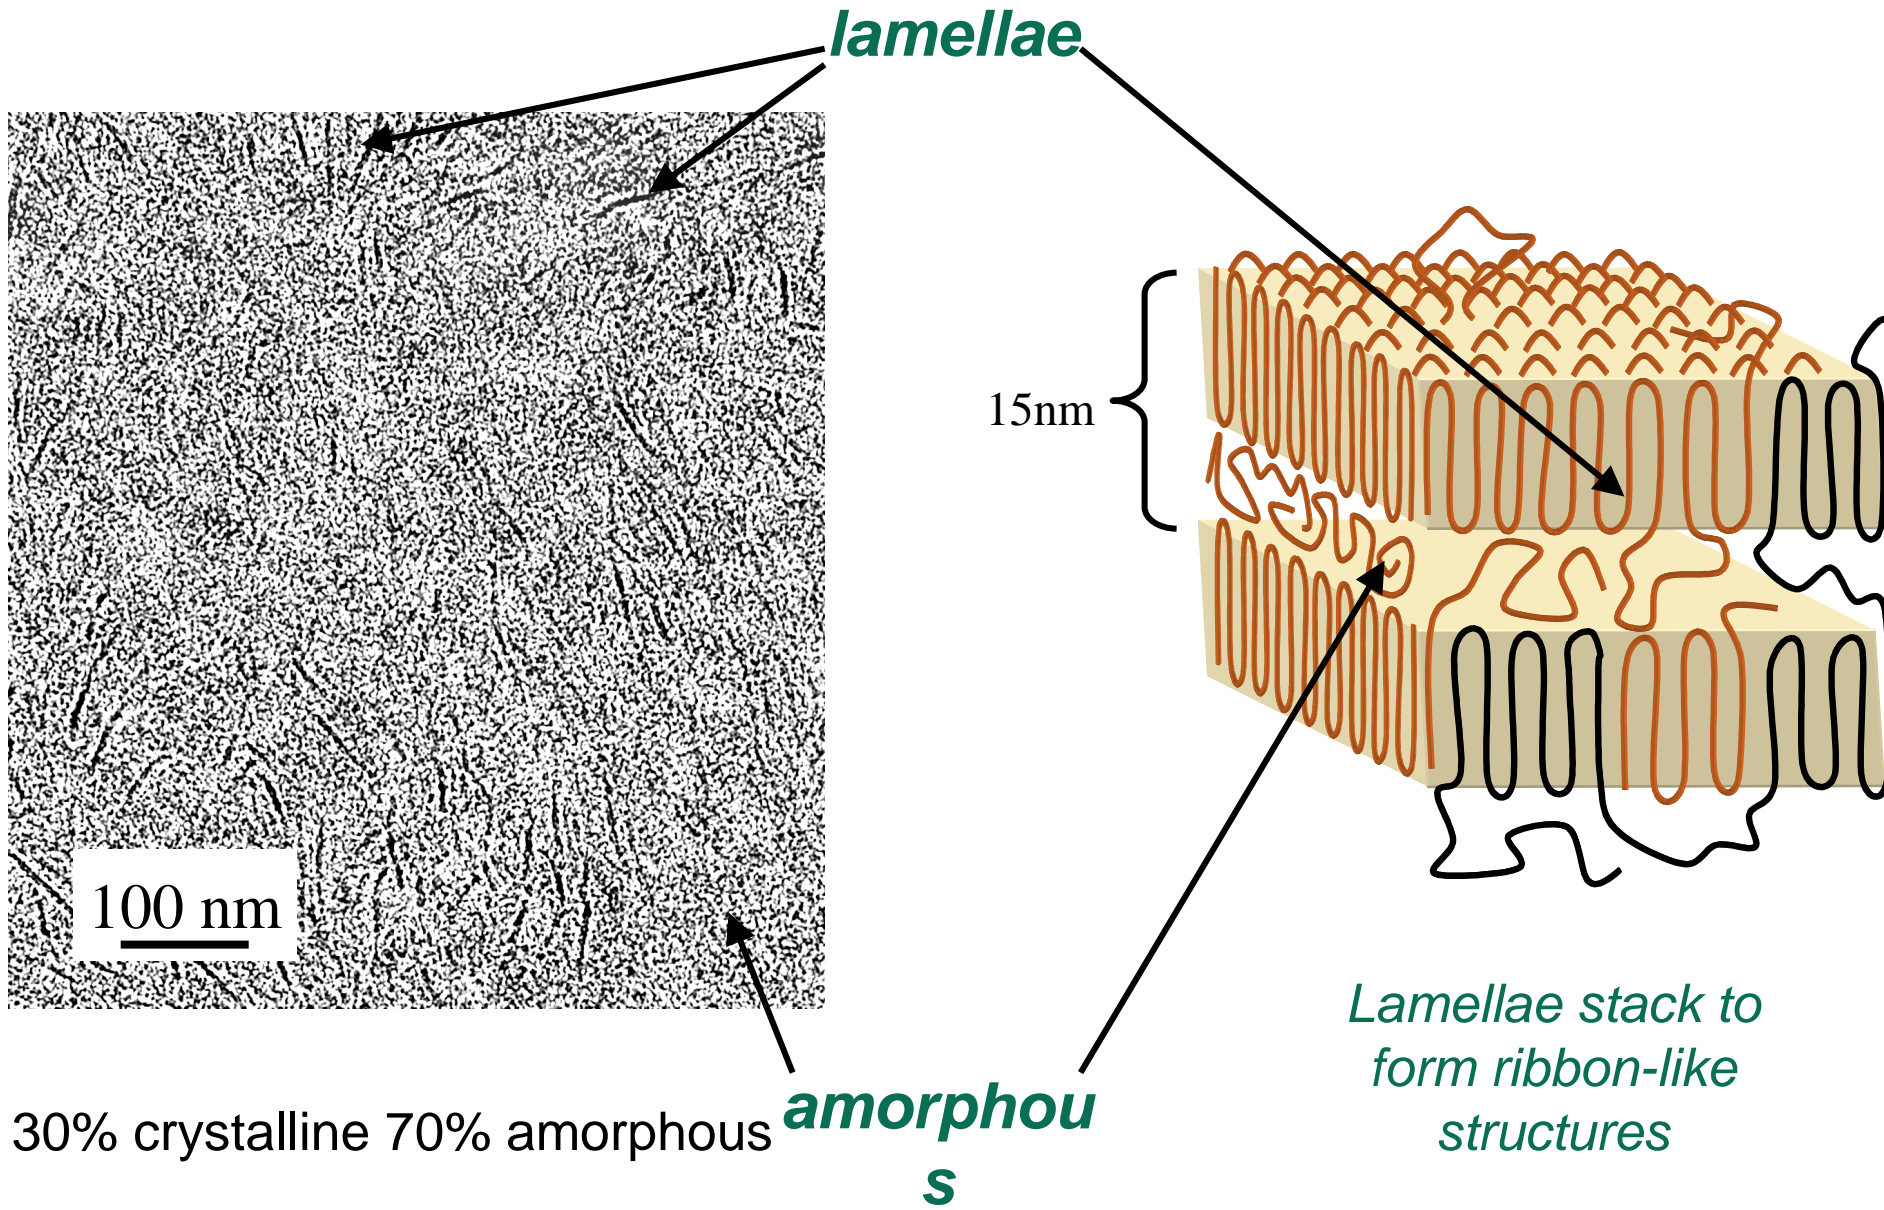 lamellae
15nm
100 nm
30% crystalline 70% amorphous
amorphou
s
Lamellae stack to
form ribbon-like
structures